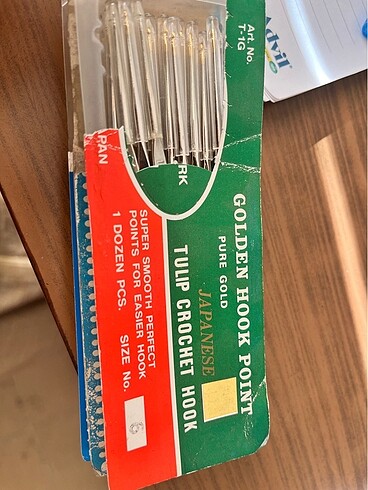 Art. No.
T-1G
GOLDEN HOOK POINT
PURE GOLD
JAPANESE
TULIP CROCHET HOOK
SUPER SMOOTH PERFECT
POINTS FOR EASIER HOOK
1 DOZEN PCS.
SIZE No.
6
PAN
RK
Advil